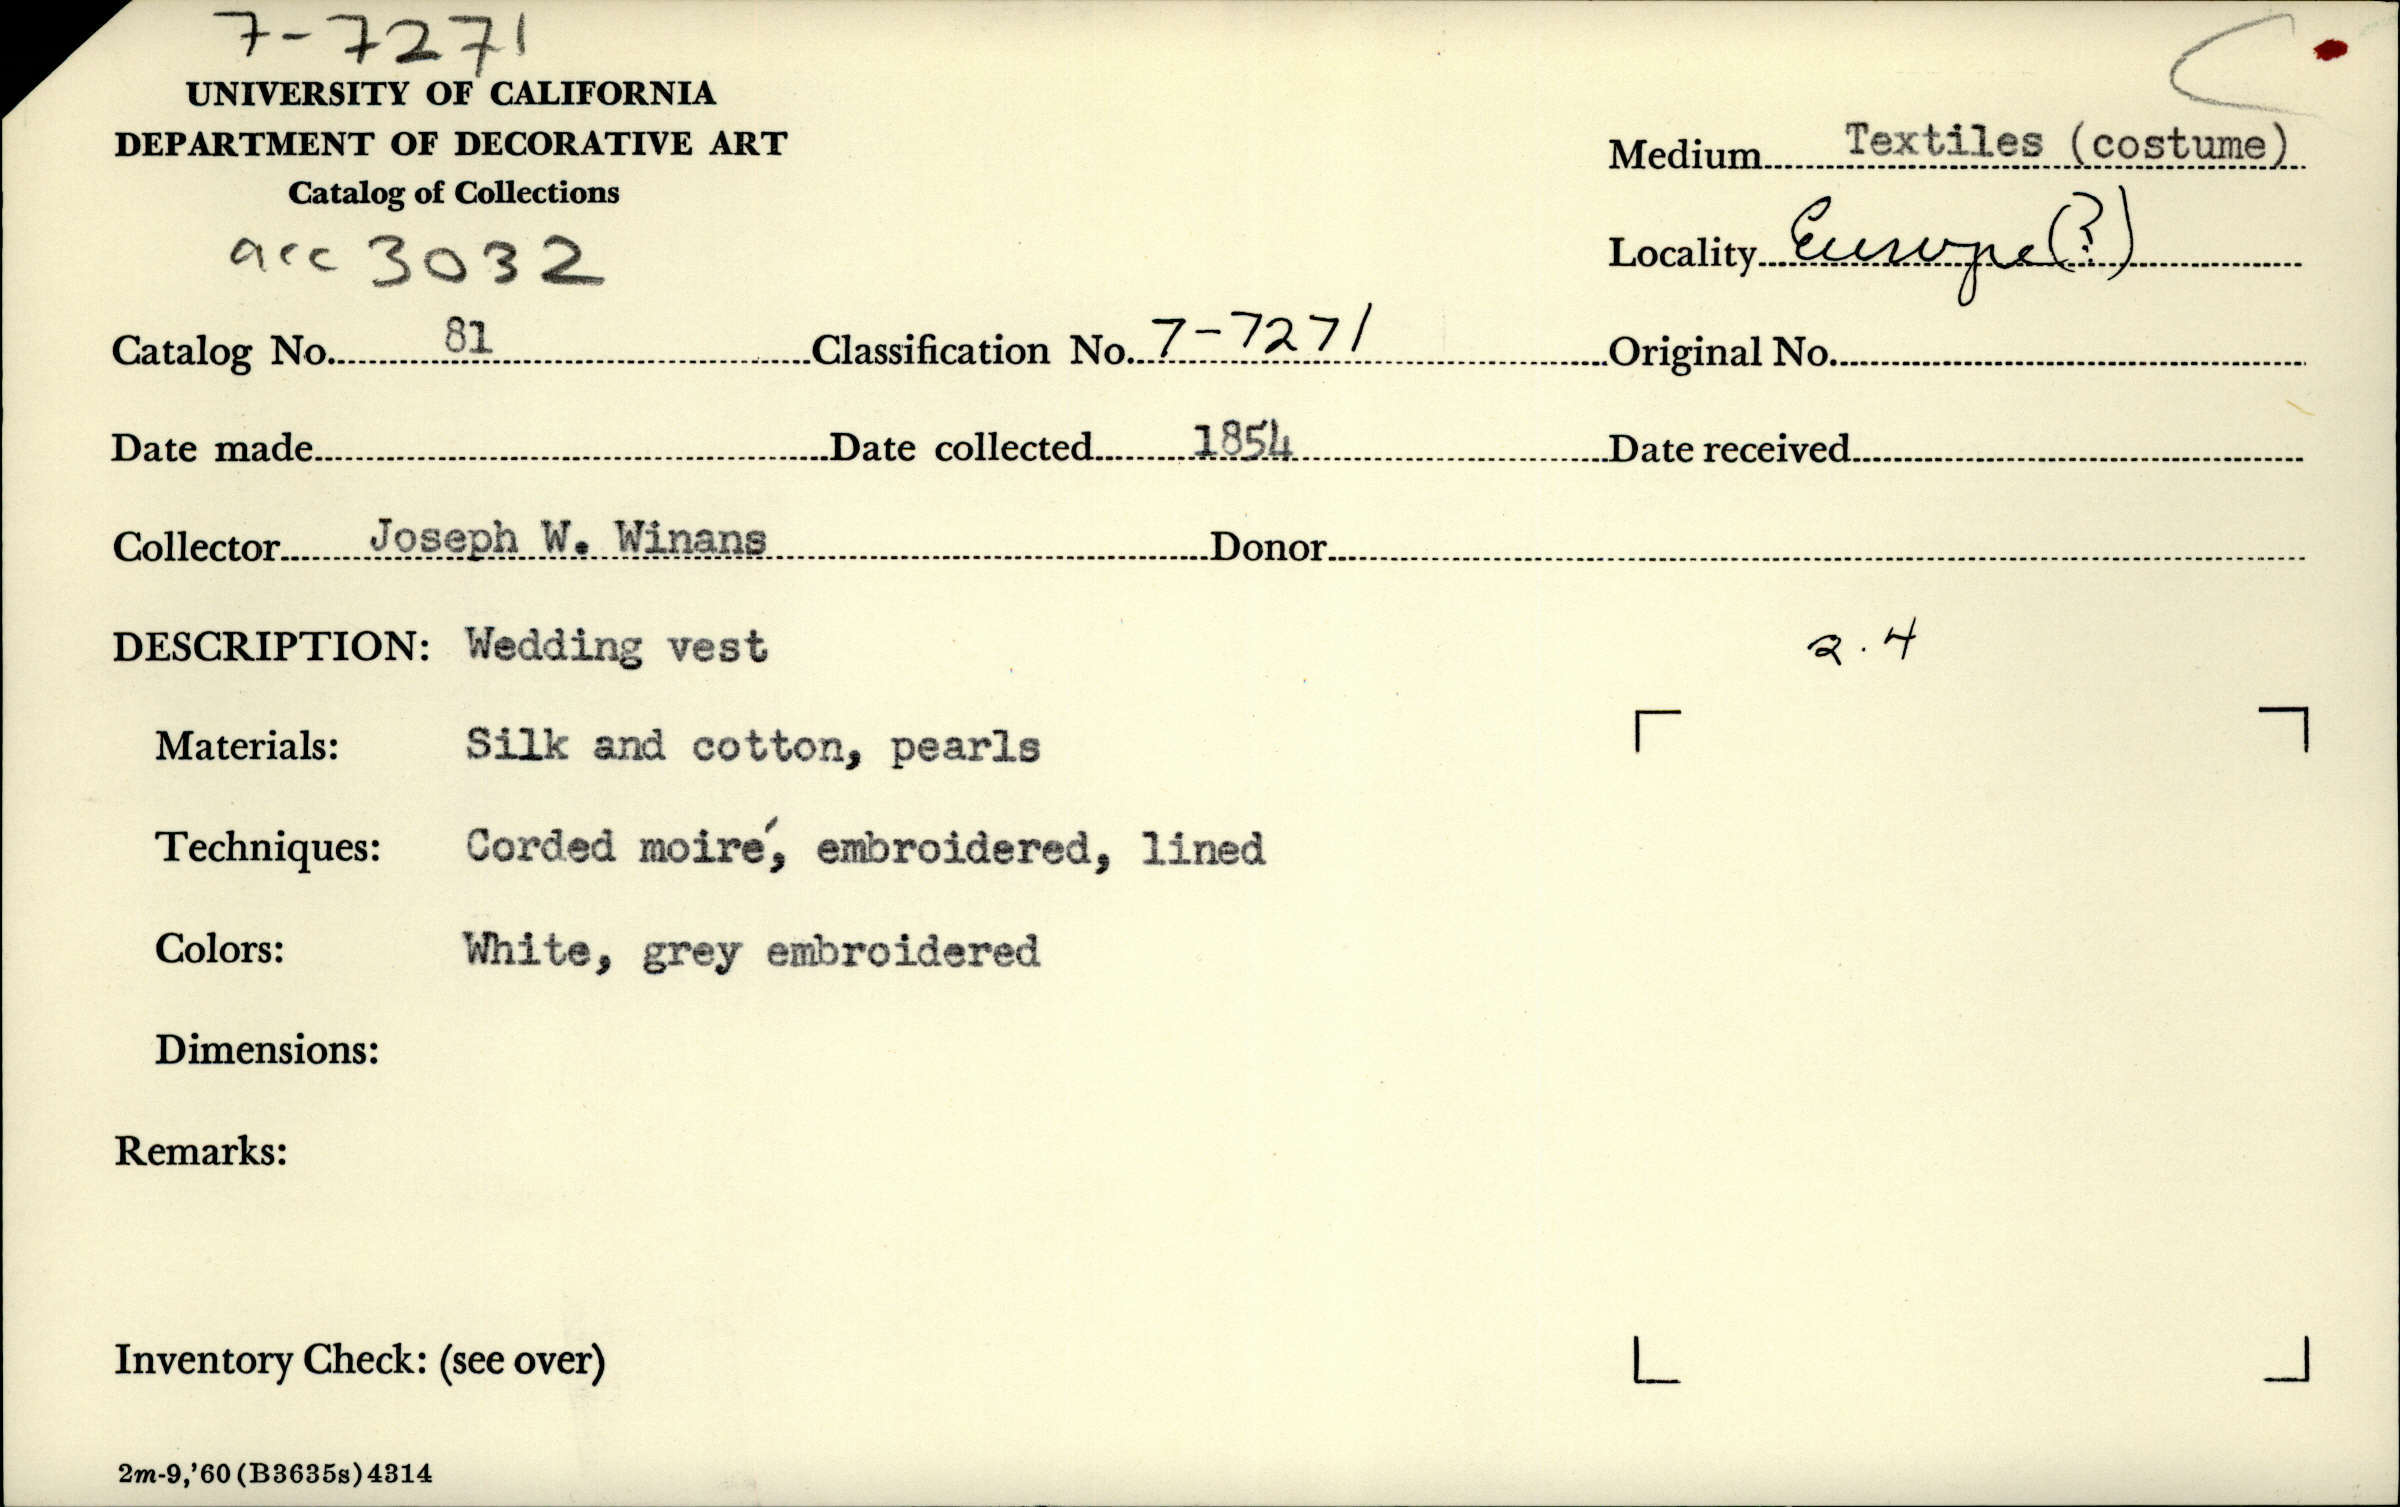 7-7271
UNIVERSITY OF CALIFORNIA
DEPARTMENT OF DECORATIVE ART
Catalog of Collections
acc 3032
Medium Textiles (costume)
Locality Europe (?)
Catalog No. 81 Classification No. 7-7271 Original No.
Date made Date collected 1854 Date received
Collector Joseph W. Winans Donor
DESCRIPTION: Wedding vest 2.4
Materials: Silk and cotton, pearls
Techniques: Corded moiré, embroidered, lined
Colors: White, grey embroidered
Dimensions:
Remarks:
Inventory Check: (see over)
2m-9,'60 (B3635s) 4314